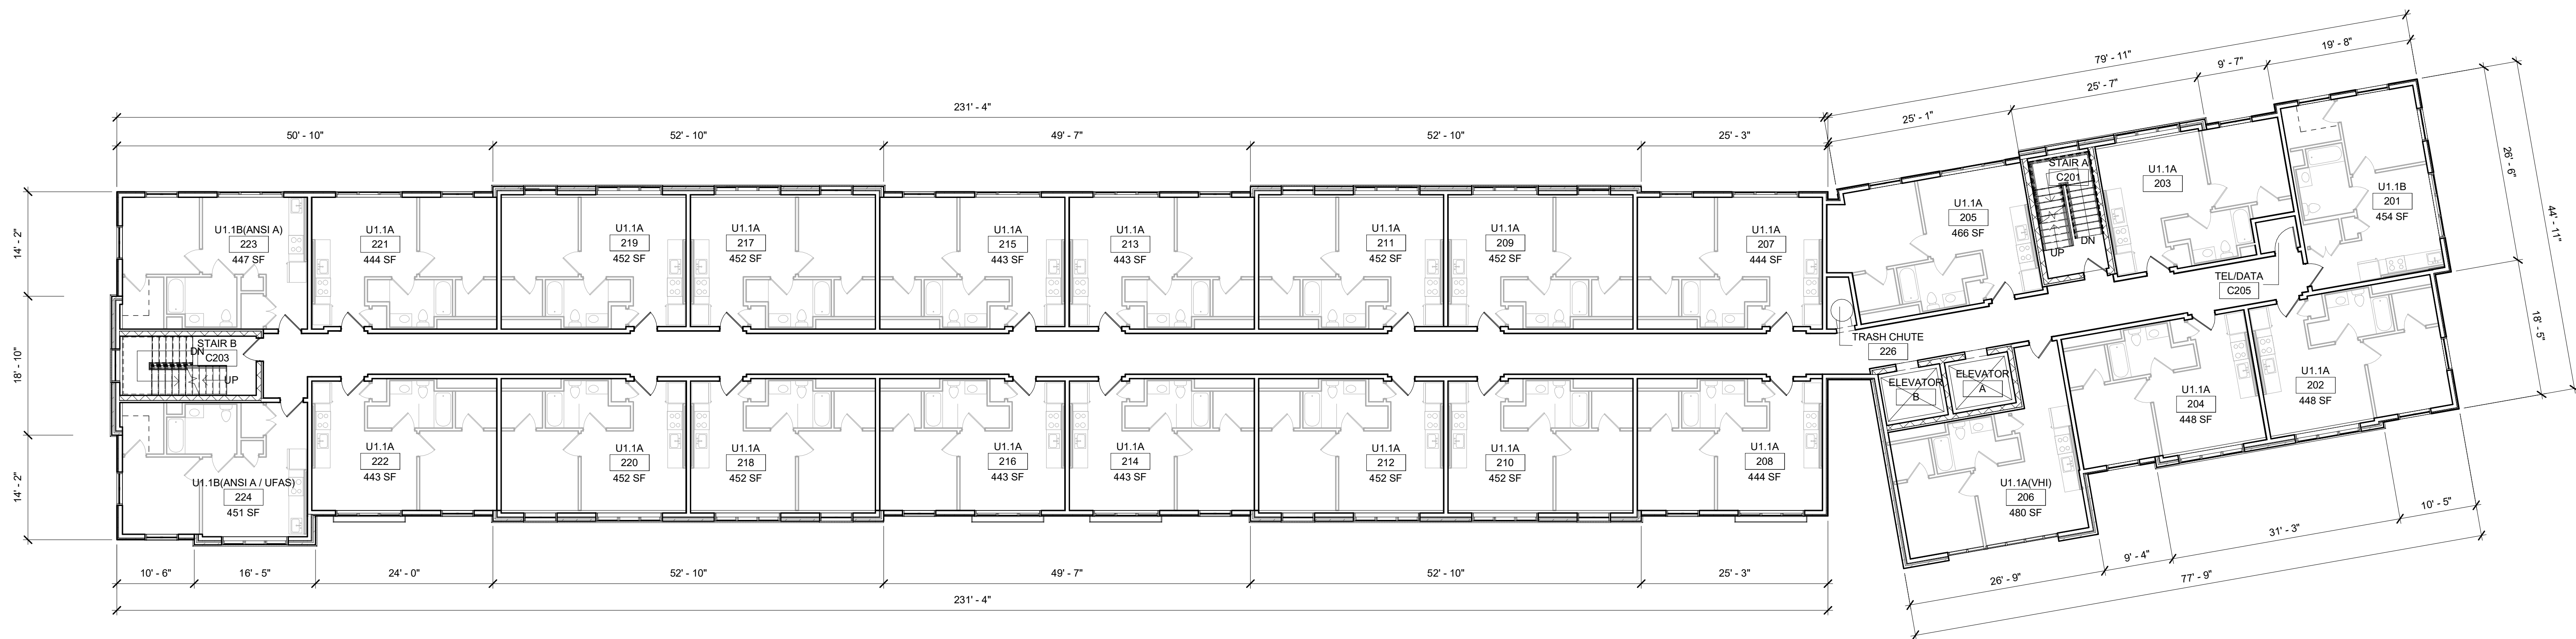 79' - 11"
19' - 8"
9' - 7"
25' - 7"
25' - 1"
231' - 4"
50' - 10"
52' - 10"
49' - 7"
52' - 10"
25' - 3"
26' - 6"
44' - 11"
18' - 5"
14' - 2"
18' - 10"
14' - 2"
U1.1B(ANSI A)
223
447 SF
U1.1A
221
444 SF
U1.1A
219
452 SF
U1.1A
217
452 SF
U1.1A
215
443 SF
U1.1A
213
443 SF
U1.1A
211
452 SF
U1.1A
209
452 SF
U1.1A
207
444 SF
U1.1A
205
466 SF
STAIR A
C201
UP
DN
U1.1A
203
U1.1B
201
454 SF
TEL/DATA
C205
STAIR B
C203
DN
UP
TRASH CHUTE
226
ELEVATOR
B
ELEVATOR
A
U1.1B(ANSI A / UFAS)
224
451 SF
U1.1A
222
443 SF
U1.1A
220
452 SF
U1.1A
218
452 SF
U1.1A
216
443 SF
U1.1A
214
443 SF
U1.1A
212
452 SF
U1.1A
210
452 SF
U1.1A
208
444 SF
U1.1A(VHI)
206
480 SF
U1.1A
204
448 SF
U1.1A
202
448 SF
10' - 6"
16' - 5"
24' - 0"
52' - 10"
49' - 7"
52' - 10"
25' - 3"
231' - 4"
26' - 9"
9' - 4"
31' - 3"
10' - 5"
77' - 9"